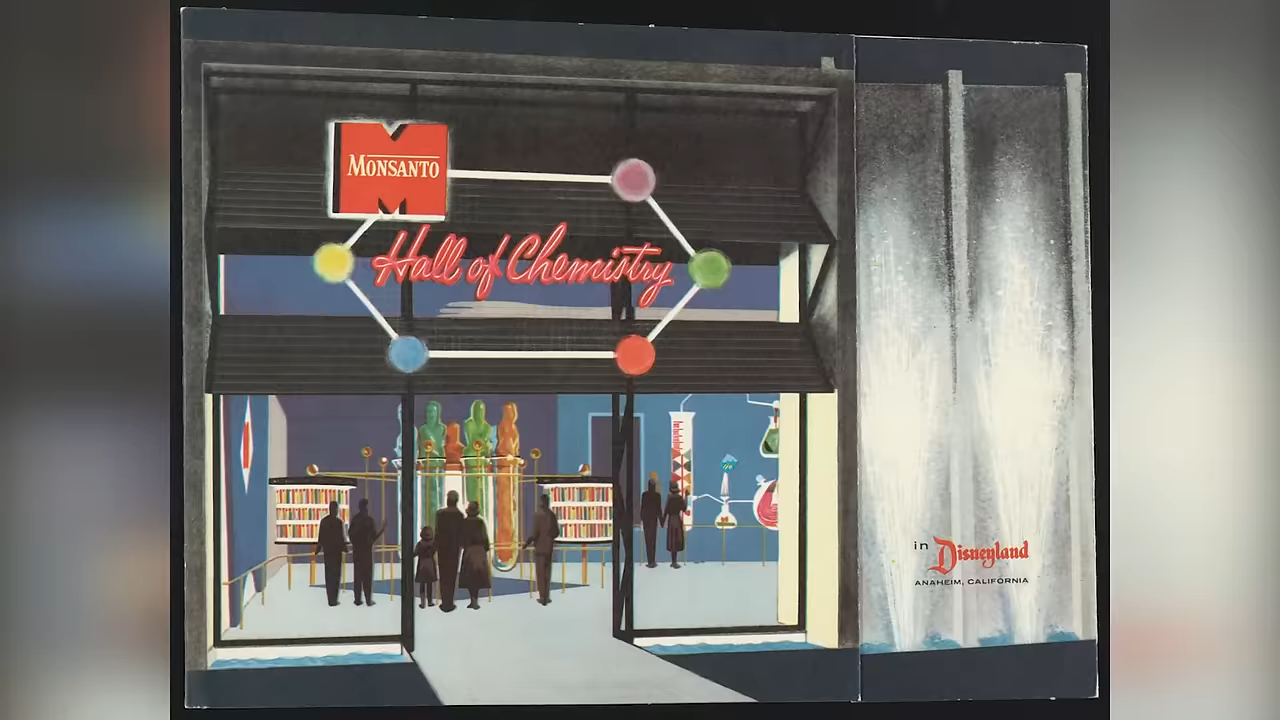 MONSANTO
Hall of Chemistry
in Disneyland
ANAHEIM, CALIFORNIA